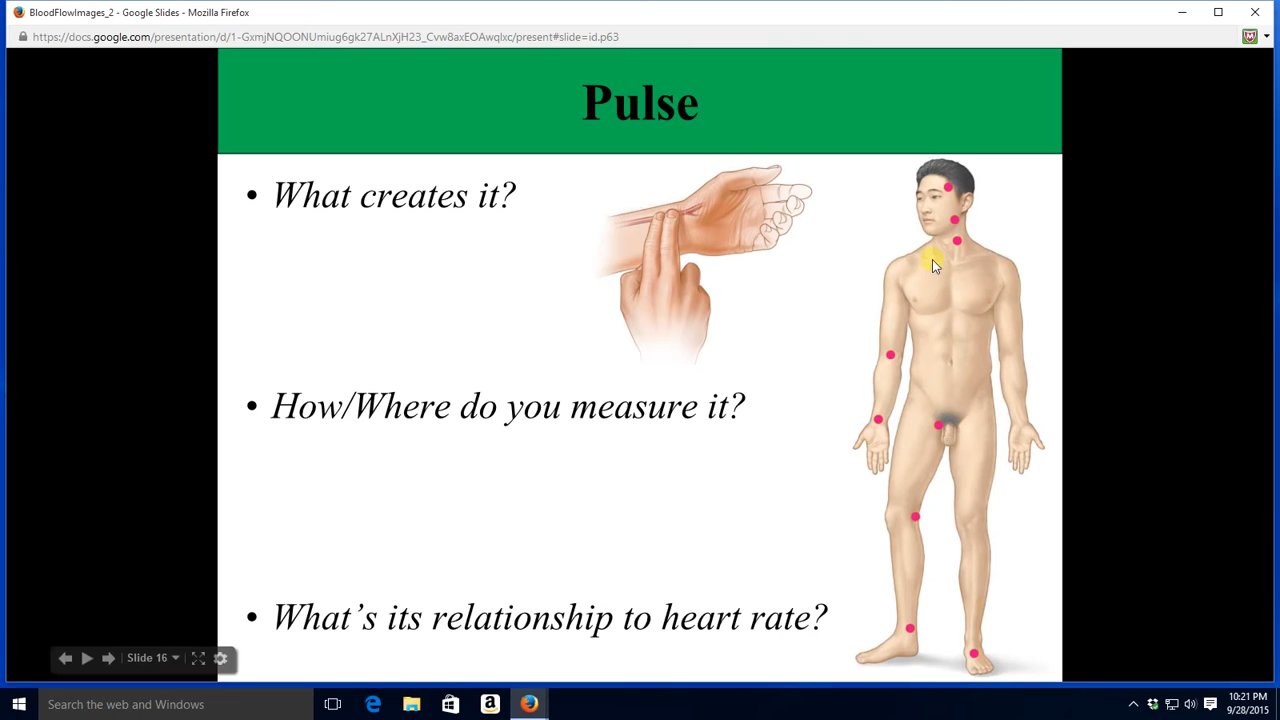 BloodFlowImages_2 - Google Slides - Mozilla Firefox
https://docs.google.com/presentation/d/1-GxmjNQOONUmiug6gk27ALnXjH23_Cvw8axEOAwqlxc/present#slide=id.p63
Pulse
• What creates it?
• How/Where do you measure it?
• What’s its relationship to heart rate?
Slide 16
Search the web and Windows
10:21 PM
9/28/2015